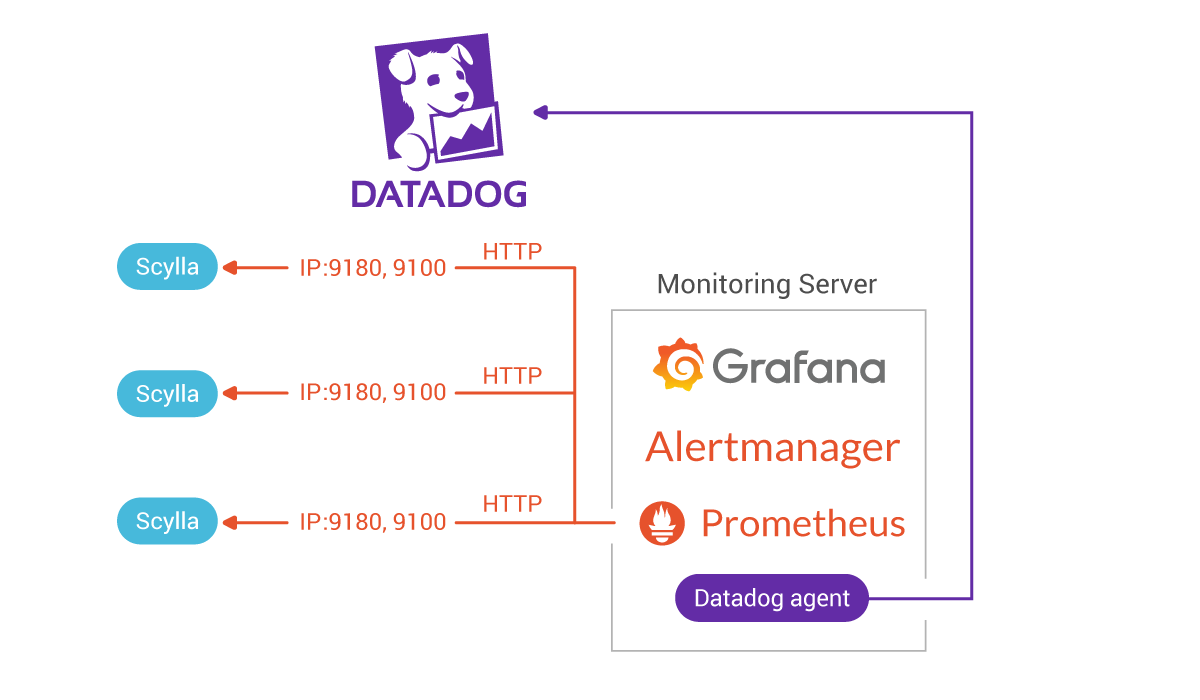 DATADOG
HTTP
Scylla
IP:9180, 9100
Monitoring Server
Grafana
HTTP
Scylla
IP:9180, 9100
Alertmanager
HTTP
Scylla
IP:9180, 9100
Prometheus
Datadog agent